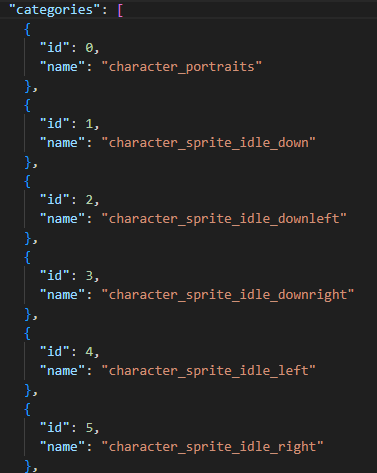 "categories": [
{
"id": 0,
"name": "character_portraits"
},
{
"id": 1,
"name": "character_sprite_idle_down"
},
{
"id": 2,
"name": "character_sprite_idle_downleft"
},
{
"id": 3,
"name": "character_sprite_idle_downright"
},
{
"id": 4,
"name": "character_sprite_idle_left"
},
{
"id": 5,
"name": "character_sprite_idle_right"
},